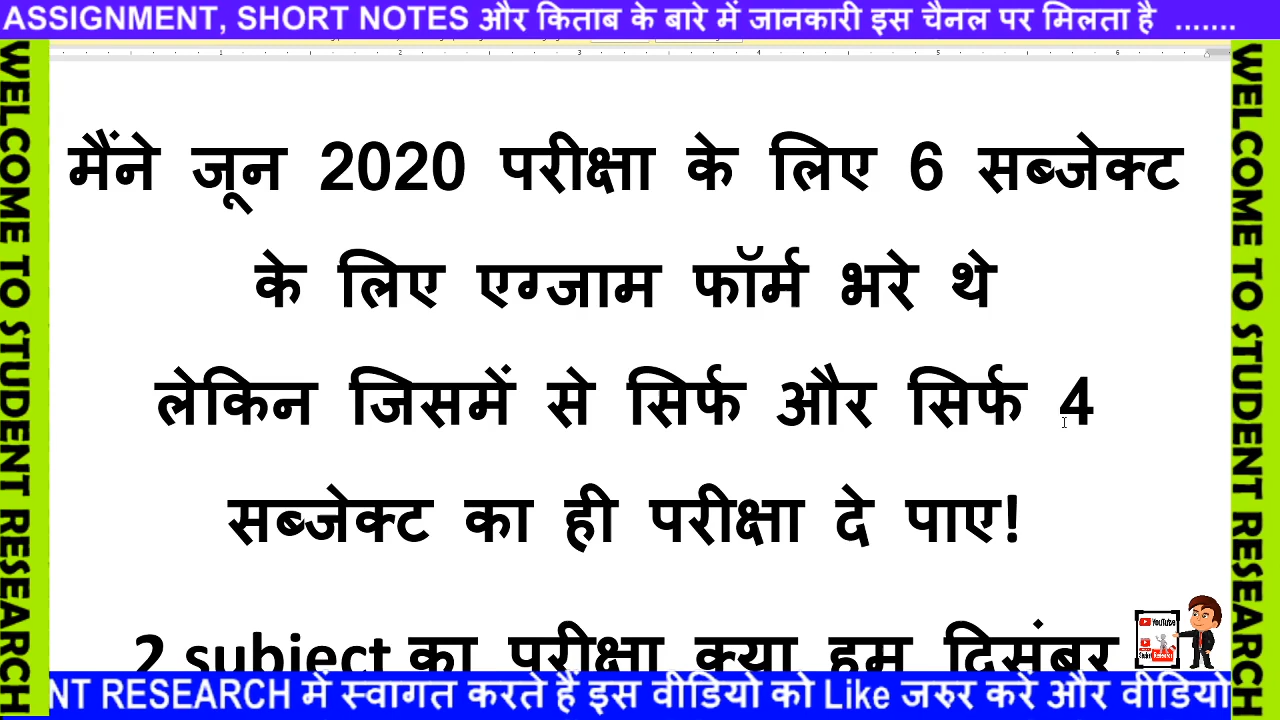 ASSIGNMENT, SHORT NOTES और किताब के बारे में जानकारी इस चैनल पर मिलता है .......
WELCOME TO STUDENT RESEARCH
मैंने जून 2020 परीक्षा के लिए 6 सब्जेक्ट
के लिए एग्जाम फॉर्म भरे थे
लेकिन जिसमें से सिर्फ और सिर्फ 4
सब्जेक्ट का ही परीक्षा दे पाए!
2 subject का परीक्षा क्या हम दिसंबर
WELCOME TO STUDENT RESEARCH
YouTube
NT RESEARCH में स्वागत करते हैं इस वीडियो को Like जरुर करें और वीडियो